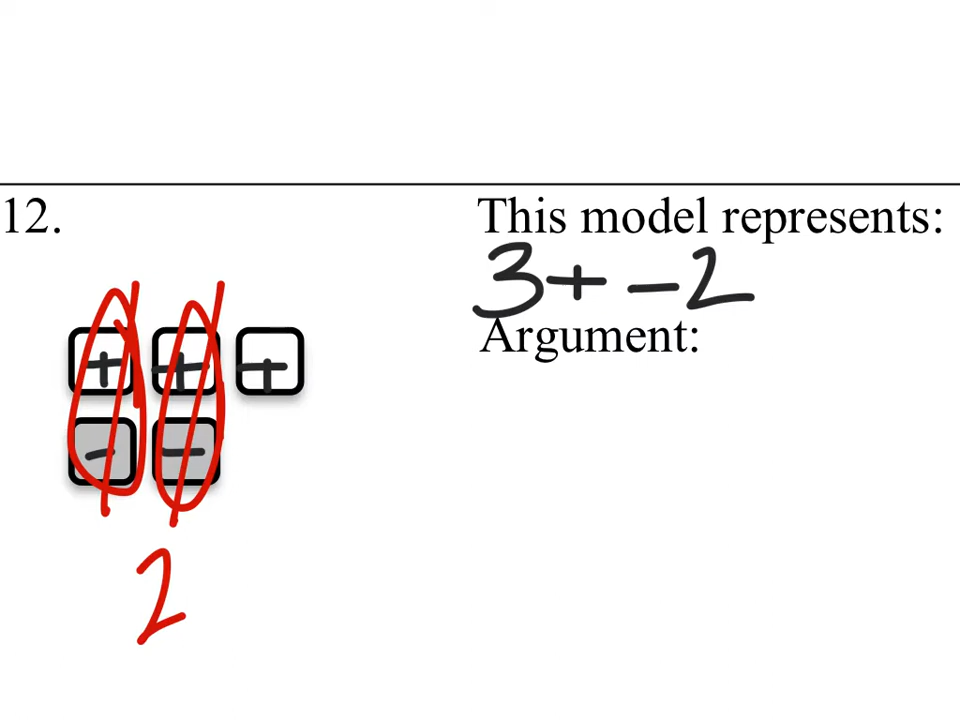 12.
This model represents:
3 + -2
Argument:
+ + +
- -
2